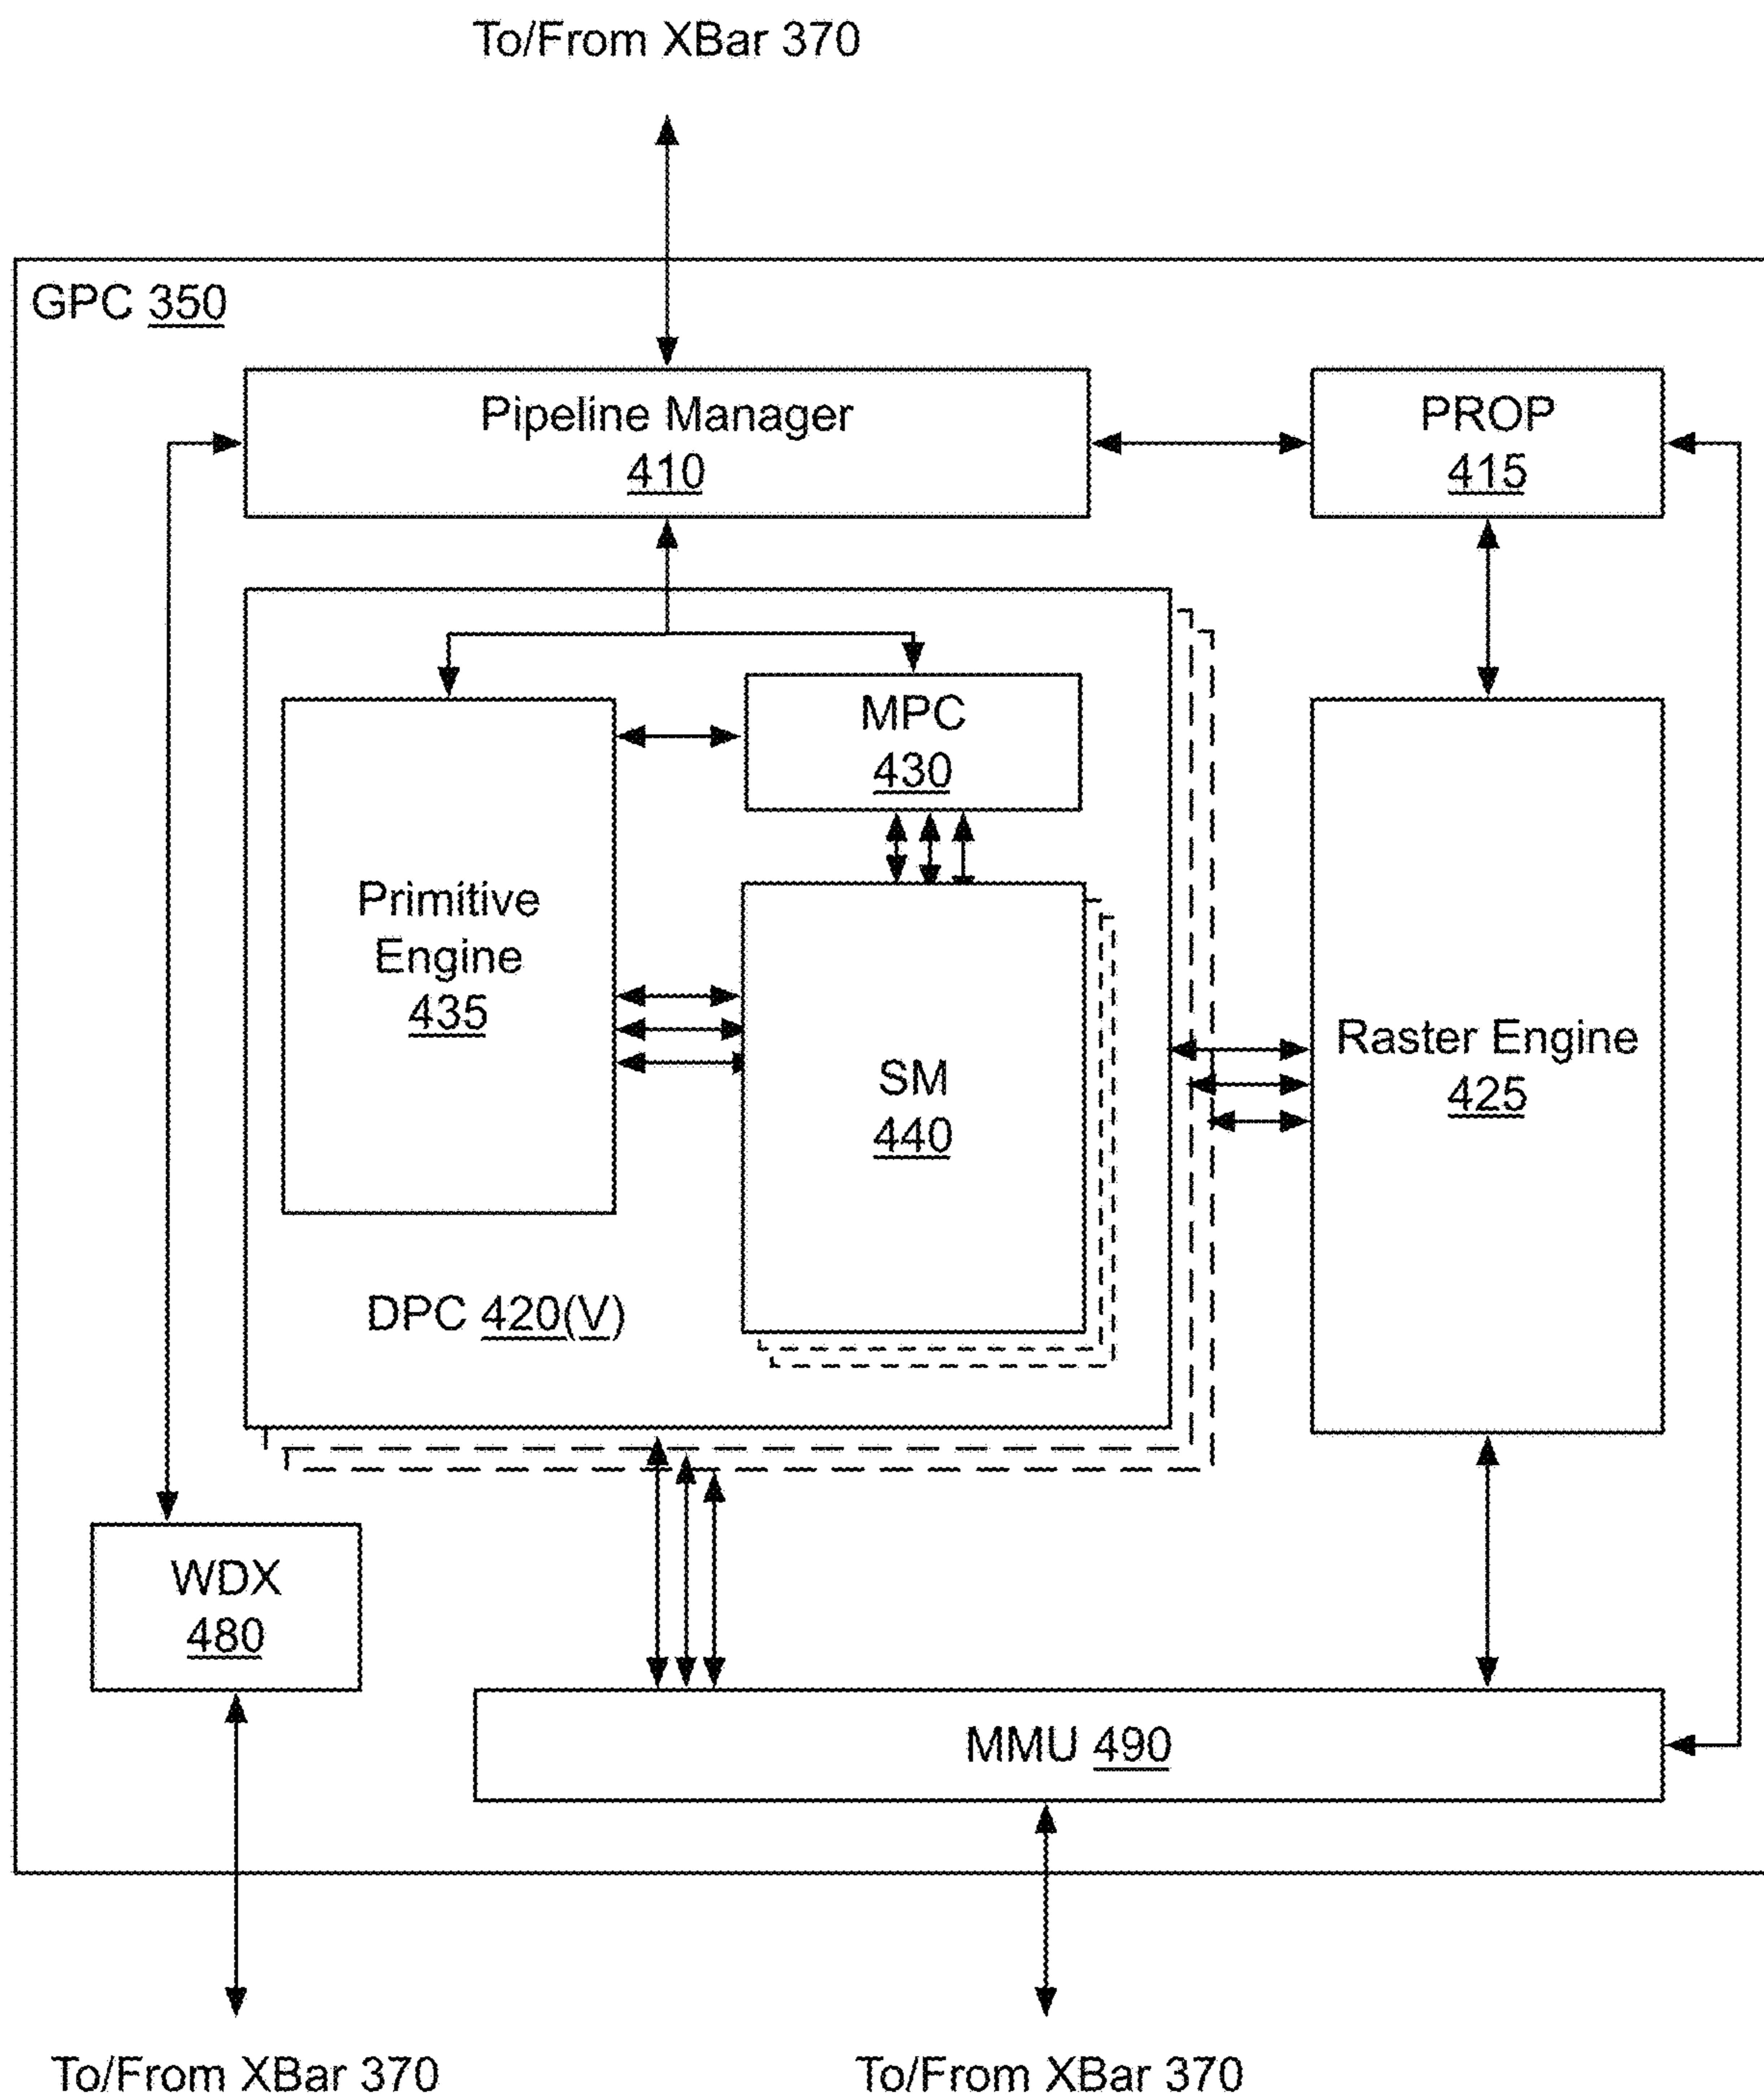 To/From XBar 370
GPC 350
Pipeline Manager
410
PROP
415
MPC
430
Primitive
Engine
435
SM
440
Raster Engine
425
DPC 420(V)
WDX
480
MMU 490
To/From XBar 370
To/From XBar 370